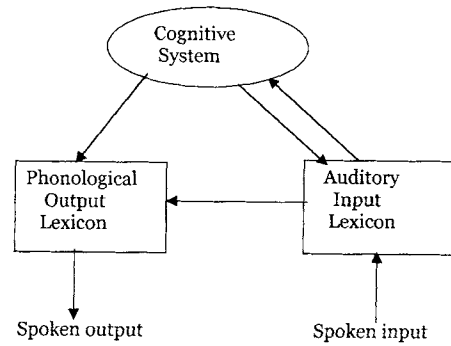 Cognitive
System
Phonological
Output
Lexicon
Auditory
Input
Lexicon
Spoken output
Spoken input